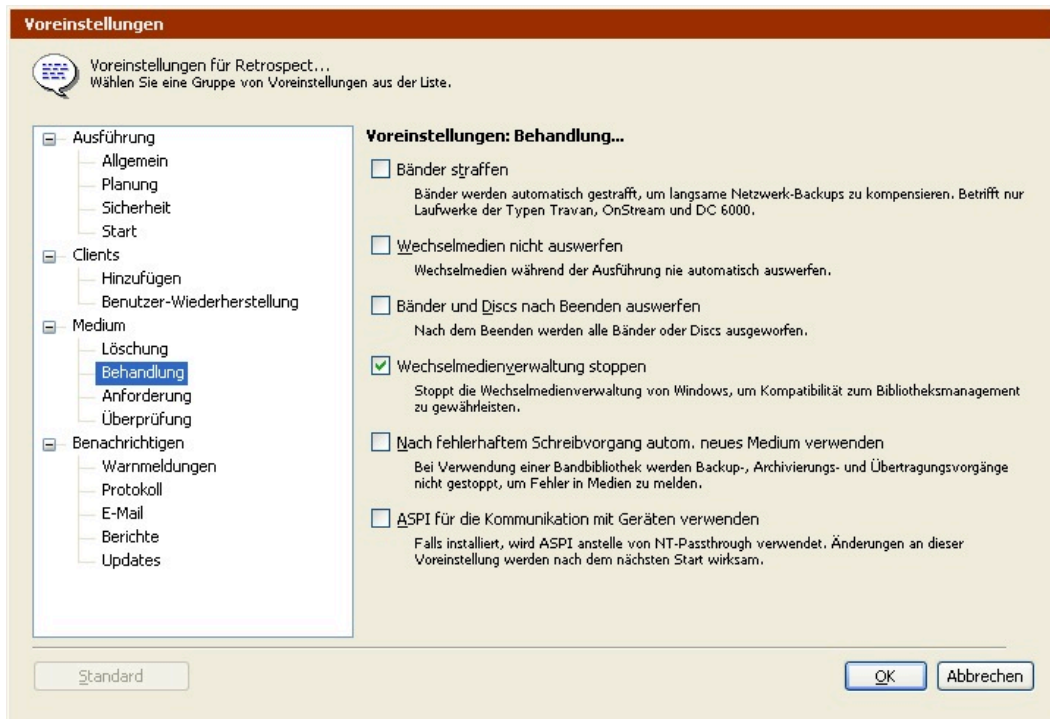 Voreinstellungen
Voreinstellungen für Retrospect...
Wählen Sie eine Gruppe von Voreinstellungen aus der Liste.
Ausführung
Allgemein
Planung
Sicherheit
Start
Clients
Hinzufügen
Benutzer-Wiederherstellung
Medium
Löschung
Behandlung
Anforderung
Überprüfung
Benachrichtigen
Warnmeldungen
Protokoll
E-Mail
Berichte
Updates
Voreinstellungen: Behandlung...
Bänder straffen
Bänder werden automatisch gestrafft, um langsame Netzwerk-Backups zu kompensieren. Betrifft nur
Laufwerke der Typen Travan, OnStream und DC 6000.
Wechselmedien nicht auswerfen
Wechselmedien während der Ausführung nie automatisch auswerfen.
Bänder und Discs nach Beenden auswerfen
Nach dem Beenden werden alle Bänder oder Discs ausgeworfen.
Wechselmedienverwaltung stoppen
Stoppt die Wechselmedienverwaltung von Windows, um Kompatibilität zum Bibliotheksmanagement
zu gewährleisten.
Nach fehlerhaftem Schreibvorgang autom. neues Medium verwenden
Bei Verwendung einer Bandbibliothek werden Backup-, Archivierungs- und Übertragungsvorgänge
nicht gestoppt, um Fehler in Medien zu melden.
ASPI für die Kommunikation mit Geräten verwenden
Falls installiert, wird ASPI anstelle von NT-Passthrough verwendet. Änderungen an dieser
Voreinstellung werden nach dem nächsten Start wirksam.
Standard
OK
Abbrechen